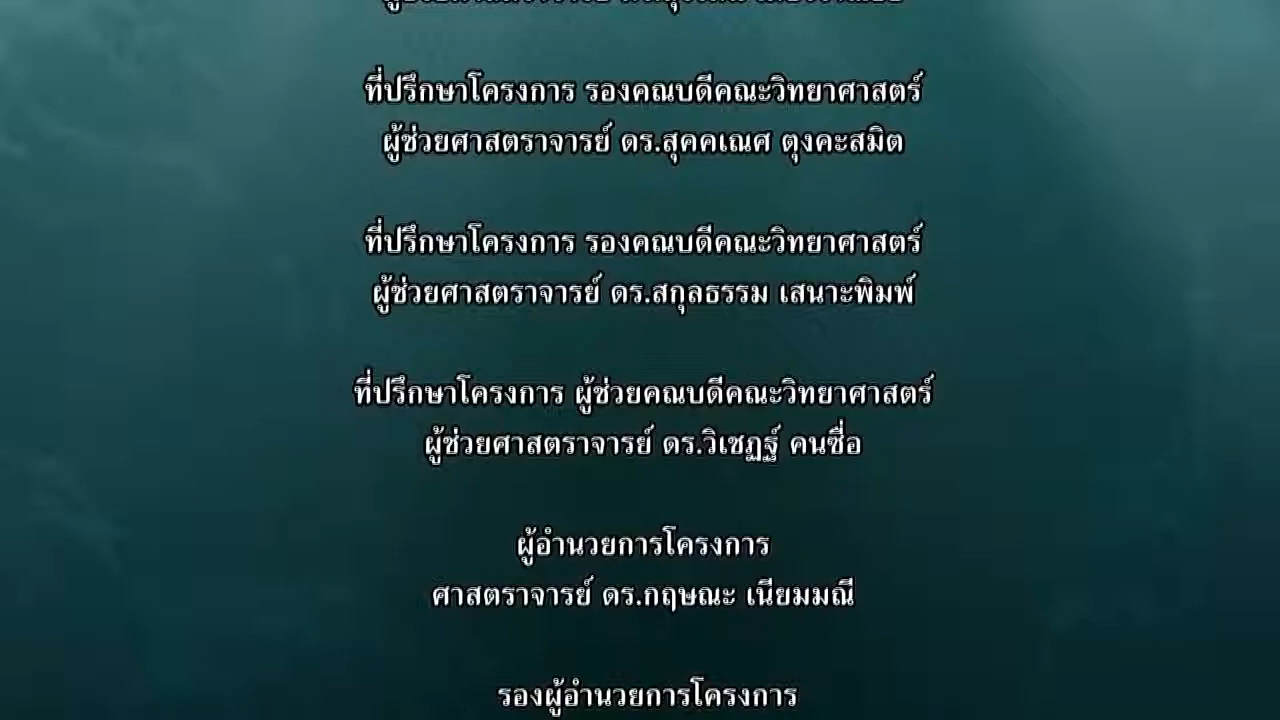 ที่ปรึกษาโครงการ รองคณบดีคณะวิทยาศาสตร์
ผู้ช่วยศาสตราจารย์ ดร.สุคคเณศ ตุงคะสมิต
ที่ปรึกษาโครงการ รองคณบดีคณะวิทยาศาสตร์
ผู้ช่วยศาสตราจารย์ ดร.สกุลธรรม เสนาะพิมพ์
ที่ปรึกษาโครงการ ผู้ช่วยคณบดีคณะวิทยาศาสตร์
ผู้ช่วยศาสตราจารย์ ดร.วิเชฏฐ์ คนซื่อ
ผู้อำนวยการโครงการ
ศาสตราจารย์ ดร.กฤษณะ เนียมมณี
รองผู้อำนวยการโครงการ